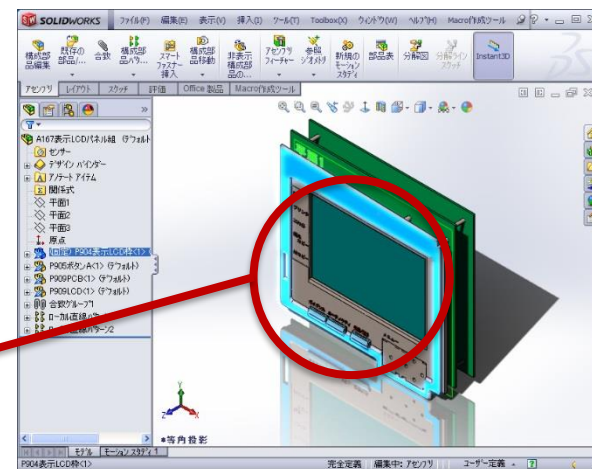 SOLIDWORKS ファイル(F) 編集(E) 表示(V) 挿入(I) ツール(T) Toolbox(X) ウィンドウ(W) ヘルプ(H) Macro作成ツール
構成部品編集 既存の部品... 合致 構成部品パタ... スマートファスナー挿入 構成部品移動 非表示構成部品の... アセンブリフィーチャー 参照ジオメトリ 新規のモーションスタディ 部品表 分解図 分解ラインスケッチ Instant3D
アセンブリ レイアウト スケッチ 評価 Office 製品 Macro作成ツール
A167表示LCDパネル組 (デフォルト
センサー
デザイン バインダー
アノテート アイテム
関係式
平面1
平面2
平面3
原点
(固定) P904表示LCD枠<1>
P905ボタンA<1> (デフォルト)
P909PCB<1> (デフォルト)
P909LCD<1> (デフォルト)
合致グループ1
ローカル直線パターン1
*等角投影
モデル モーション スタディ 1
P904表示LCD枠<1> 完全定義 編集中: アセンブリ ユーザー定義